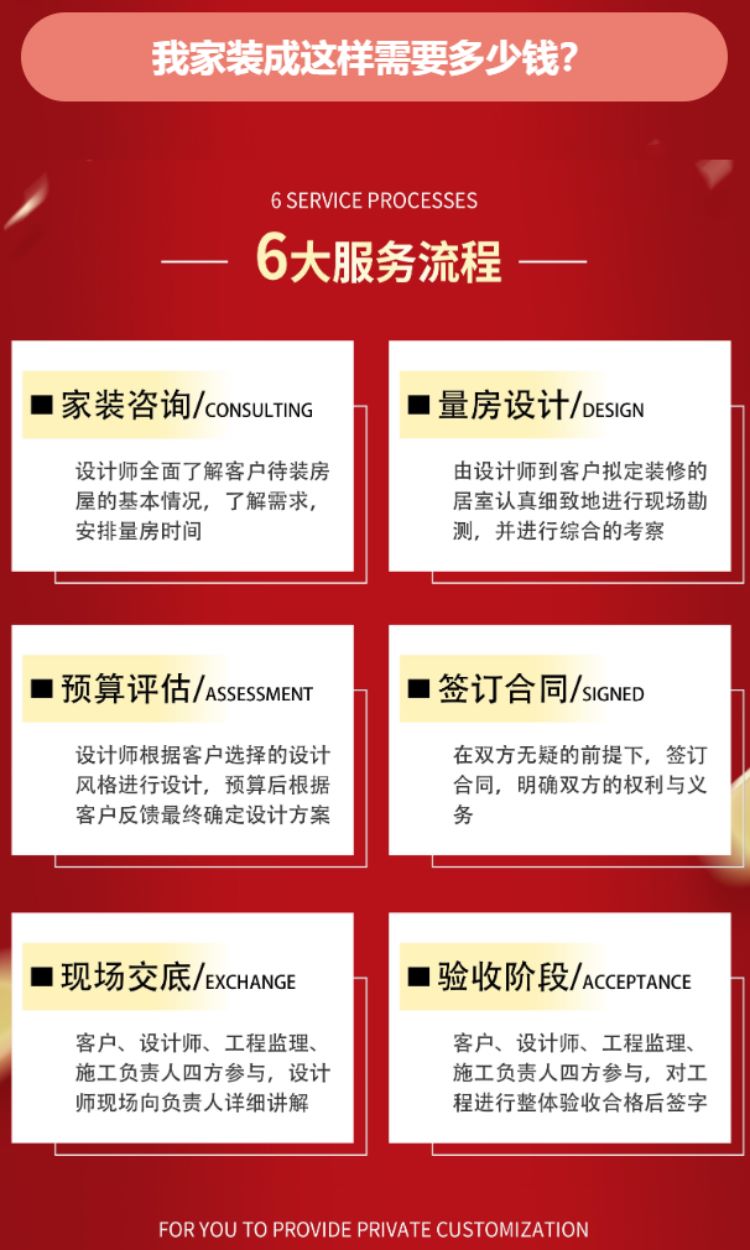 我家装成这样需要多少钱?
6 SERVICE PROCESSES
6大服务流程
■ 家装咨询/CONSULTING
设计师全面了解客户待装房
屋的基本情况，了解需求，
安排量房时间
■ 量房设计/DESIGN
由设计师到客户拟定装修的
居室认真细致地进行现场勘
测，并进行综合的考察
■ 预算评估/ASSESSMENT
设计师根据客户选择的设计
风格进行设计，预算后根据
客户反馈最终确定设计方案
■ 签订合同/SIGNED
在双方无疑的前提下，签订
合同，明确双方的权利与义
务
■ 现场交底/EXCHANGE
客户、设计师、工程监理、
施工负责人四方参与，设计
师现场向负责人详细讲解
■ 验收阶段/ACCEPTANCE
客户、设计师、工程监理、
施工负责人四方参与，对工
程进行整体验收合格后签字
FOR YOU TO PROVIDE PRIVATE CUSTOMIZATION